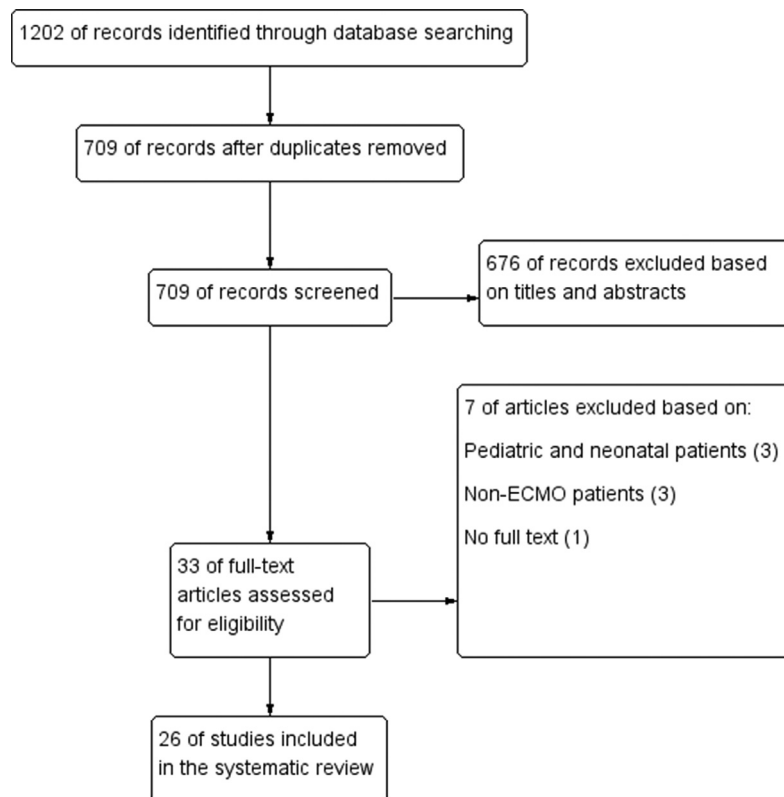 1202 of records identified through database searching
709 of records after duplicates removed
709 of records screened
676 of records excluded based
on titles and abstracts
7 of articles excluded based on:
Pediatric and neonatal patients (3)
Non-ECMO patients (3)
No full text (1)
33 of full-text
articles assessed
for eligibility
26 of studies included
in the systematic review